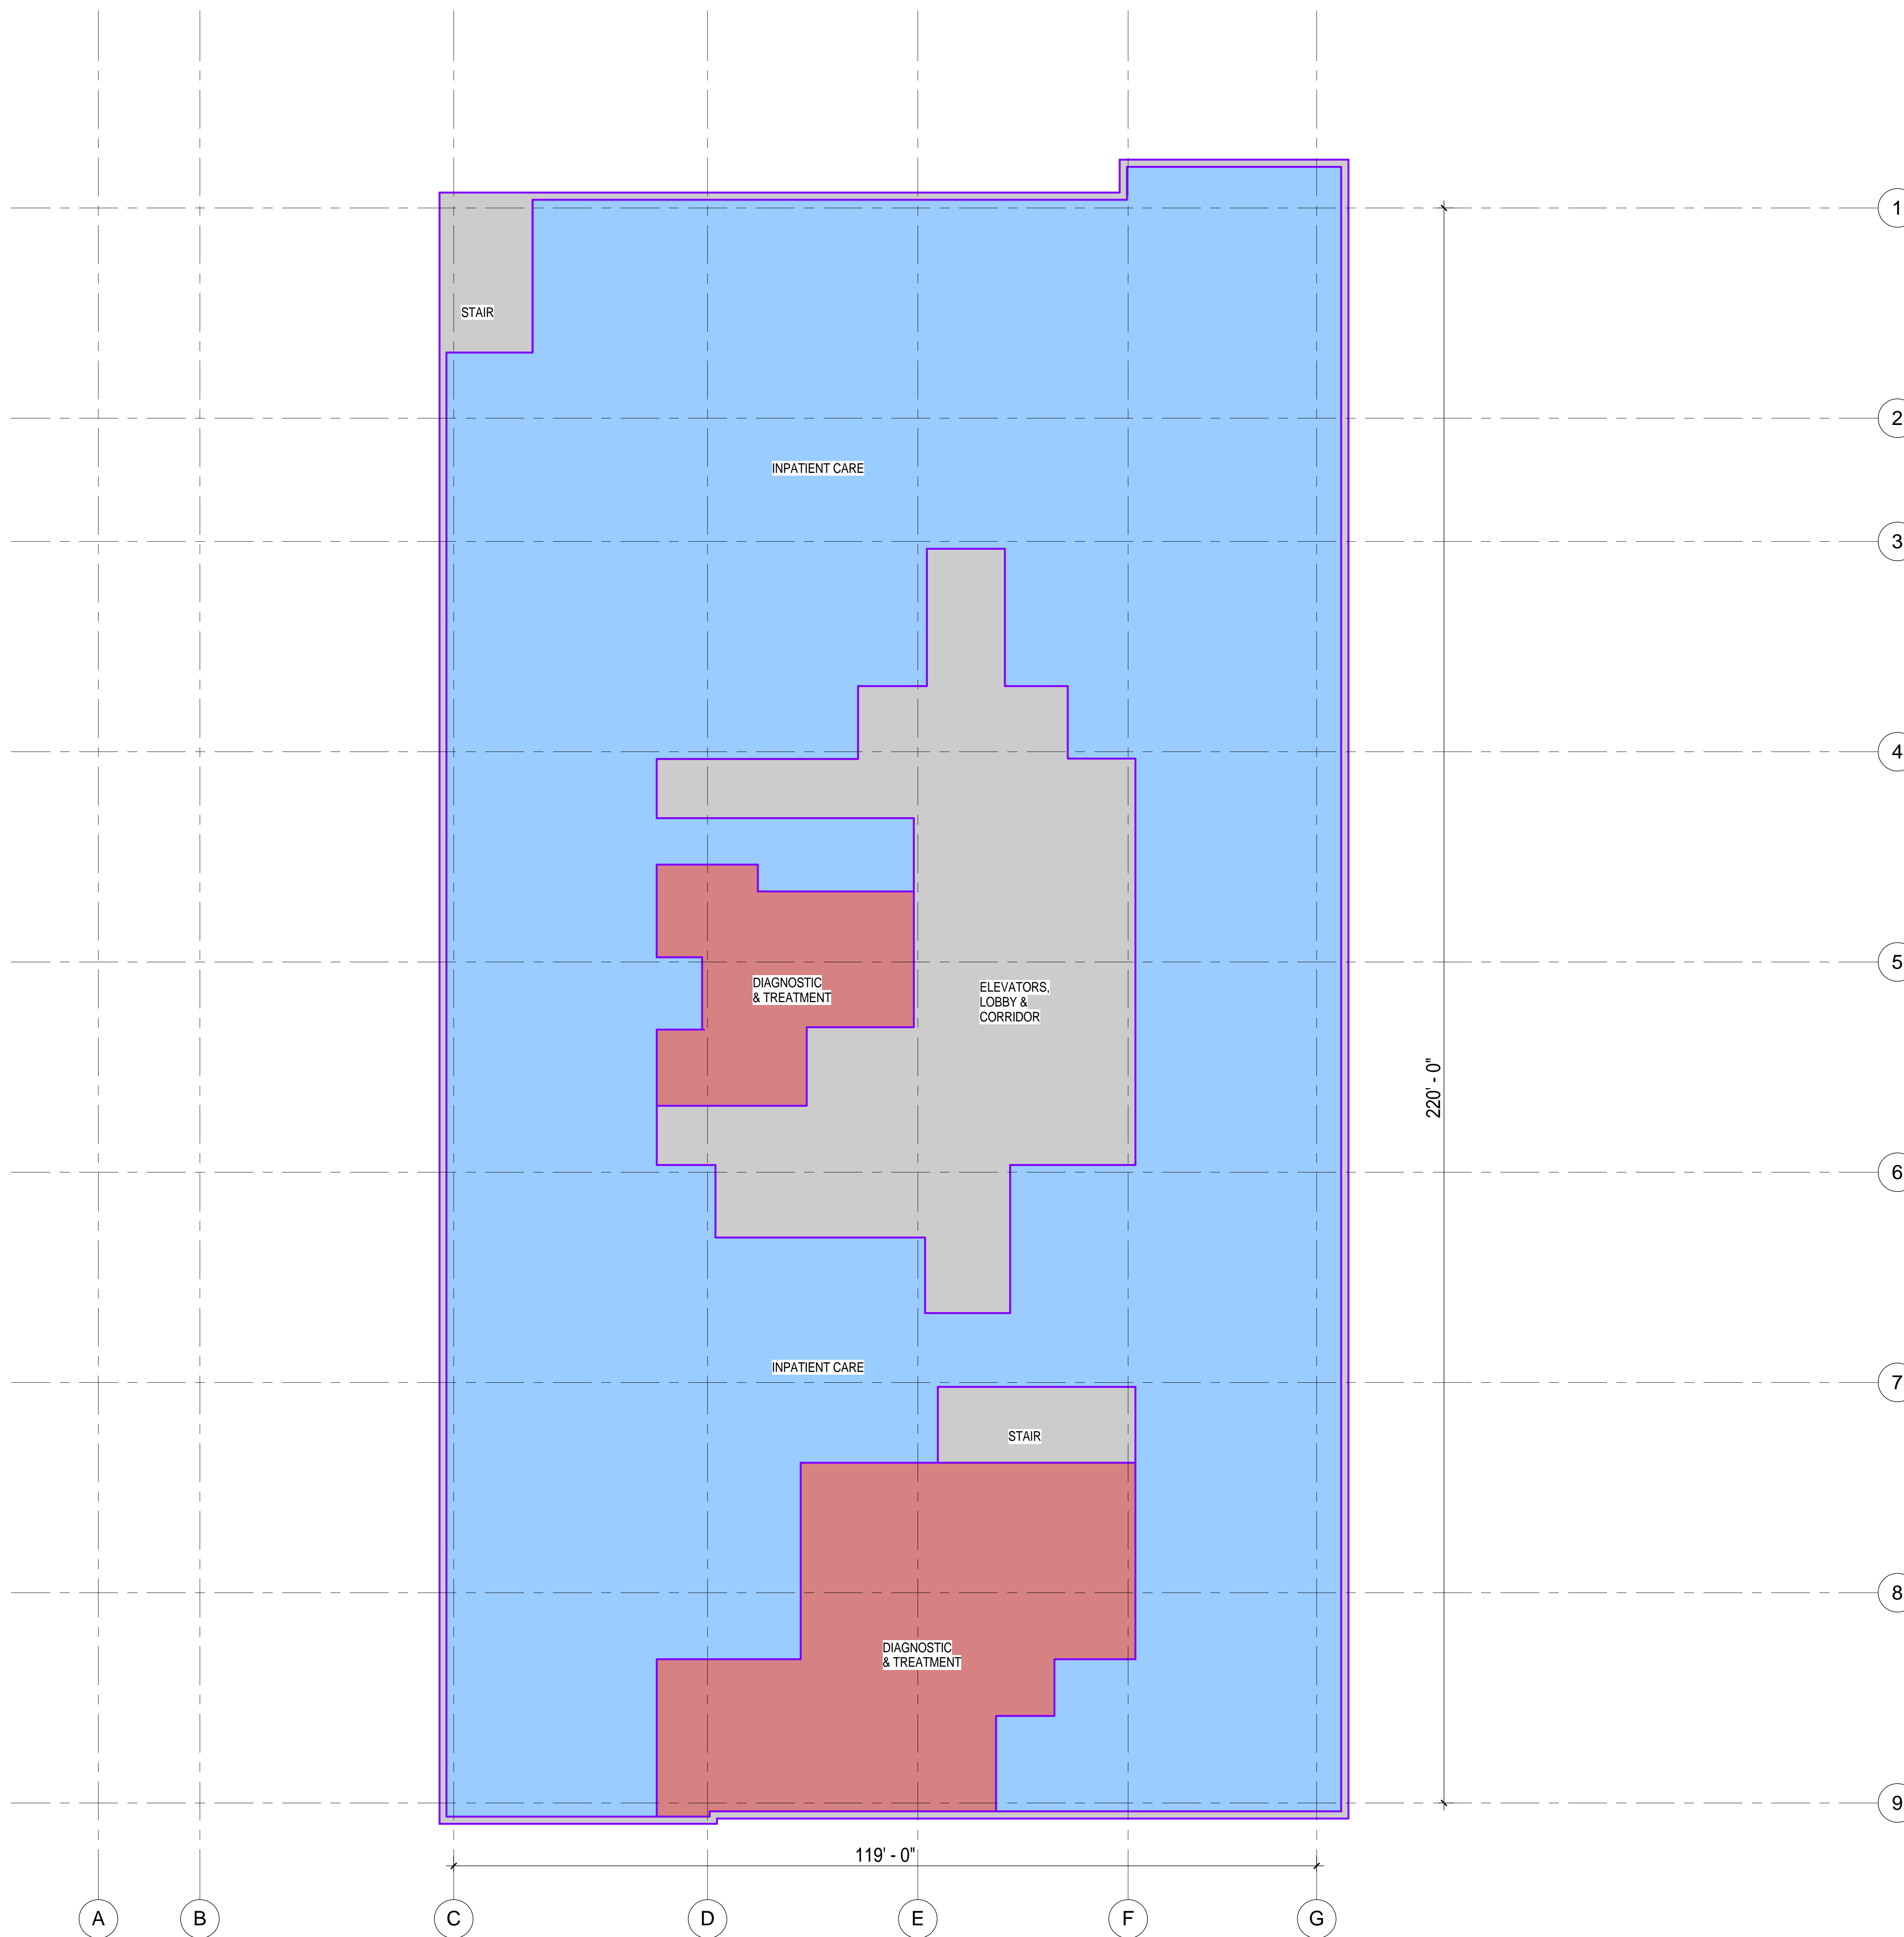 1
STAIR
2
INPATIENT CARE
3
4
5
DIAGNOSTIC
& TREATMENT
ELEVATORS,
LOBBY &
CORRIDOR
220' - 0"
6
INPATIENT CARE
7
STAIR
8
DIAGNOSTIC
& TREATMENT
9
119' - 0"
A
B
C
D
E
F
G